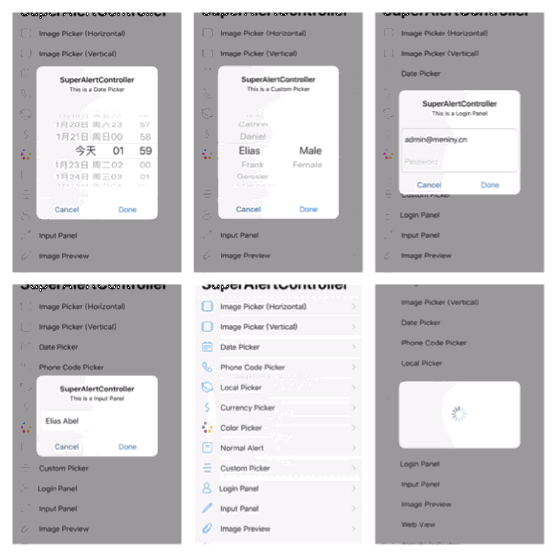 Image Picker (Horizontal)
Image Picker (Vertical)
SuperAlertController
This is a Date Picker
1月20日 周六 23 57
1月21日 周日 00 58
今天 01 59
1月23日 周二 02 00
1月24日 周三 03 01
Cancel Done
Input Panel
Image Preview
Image Picker (Horizontal)
Image Picker (Vertical)
SuperAlertController
This is a Custom Picker
Daniel
Elias Male
Frank Female
Cancel Done
Input Panel
Image Preview
Image Picker (Horizontal)
Image Picker (Vertical)
Date Picker
SuperAlertController
This is a Login Panel
admin@meniny.cn
Password
Cancel Done
Custom Picker
Login Panel
Input Panel
Image Preview
SuperAlertController
Image Picker (Horizontal)
Image Picker (Vertical)
Date Picker
Phone Code Picker
SuperAlertController
This is a Input Panel
Elias Abel
Cancel Done
Custom Picker
Login Panel
Input Panel
Image Preview
SuperAlertController
Image Picker (Horizontal)
Image Picker (Vertical)
Date Picker
Phone Code Picker
Local Picker
Currency Picker
Color Picker
Normal Alert
Custom Picker
Login Panel
Input Panel
Image Preview
Image Picker (Vertical)
Date Picker
Phone Code Picker
Local Picker
Login Panel
Input Panel
Image Preview
Web View